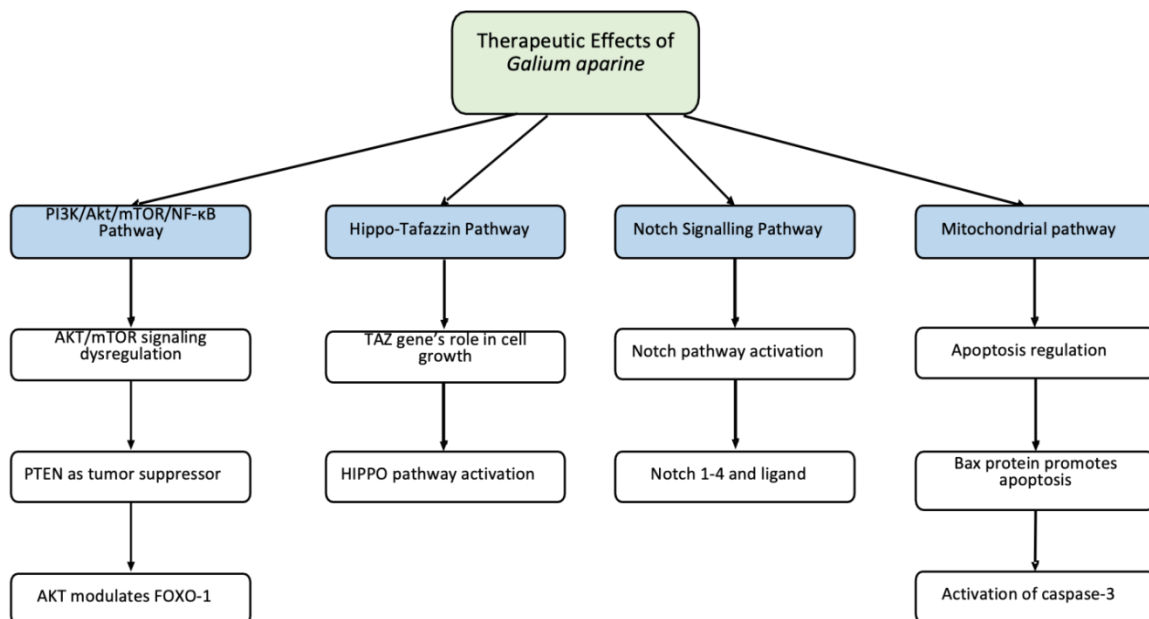 Therapeutic Effects of
Galium aparine
PI3K/Akt/mTOR/NF-κB
Pathway
Hippo-Tafazzin Pathway
Notch Signalling Pathway
Mitochondrial pathway
AKT/mTOR signaling
dysregulation
TAZ gene’s role in cell
growth
Notch pathway activation
Apoptosis regulation
PTEN as tumor suppressor
HIPPO pathway activation
Notch 1-4 and ligand
Bax protein promotes
apoptosis
AKT modulates FOXO-1
Activation of caspase-3